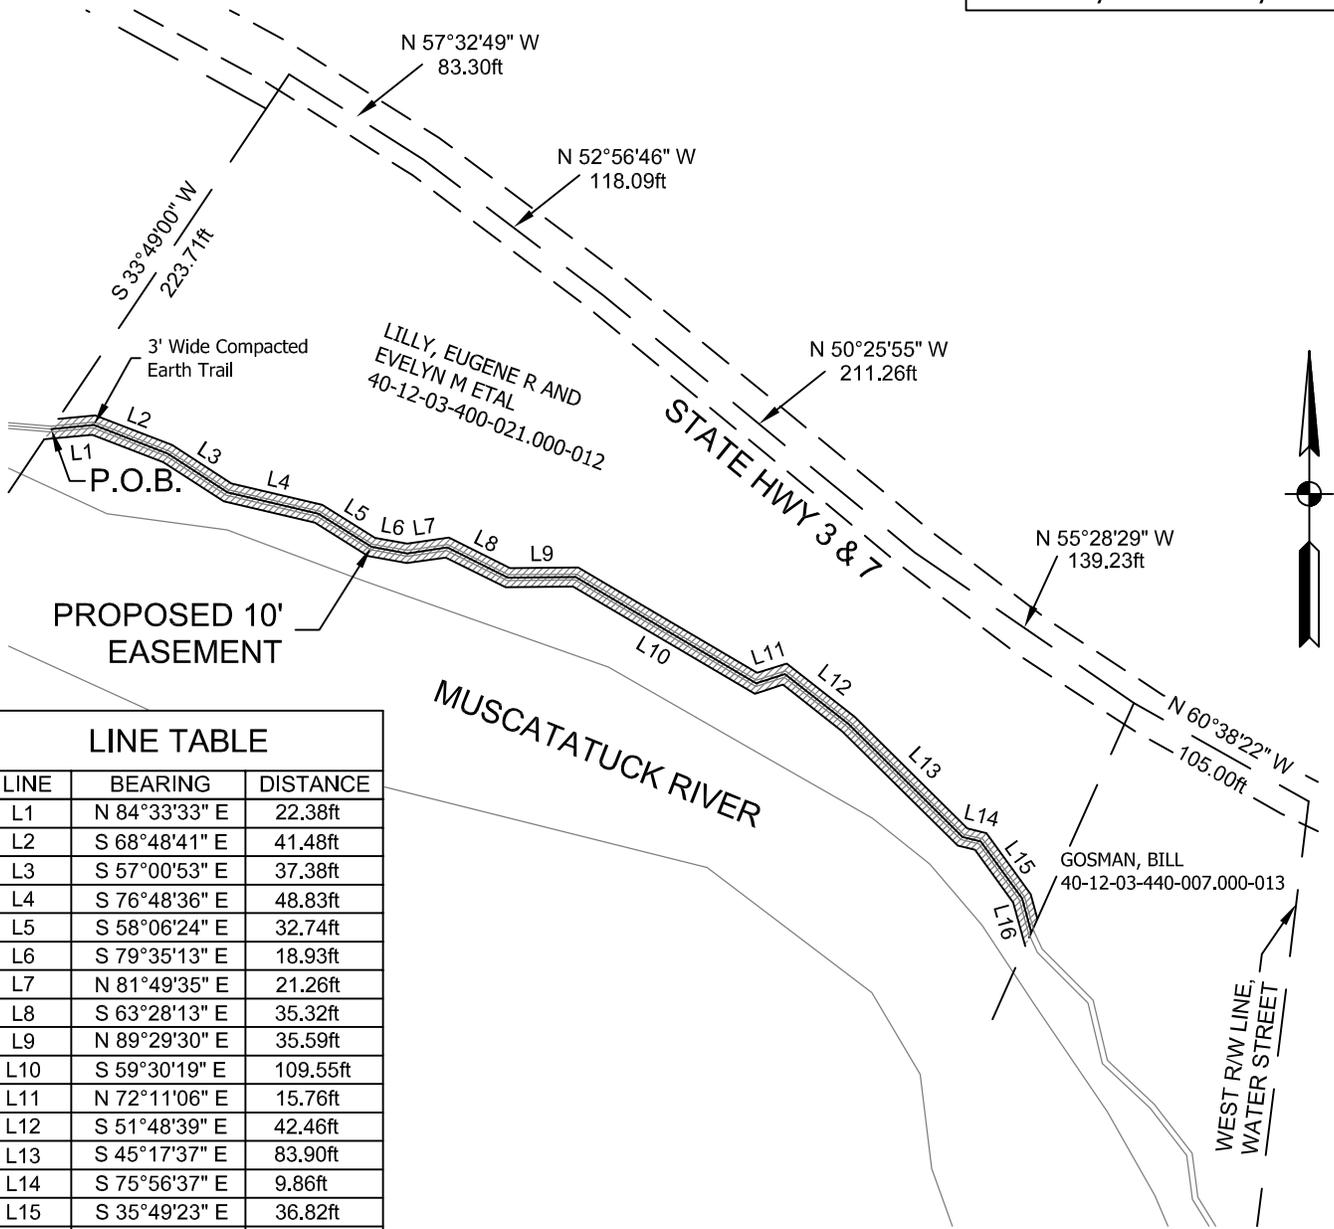 N 57°32'49" W
83.30ft
N 52°56'46" W
118.09ft
S 33°49'00" W
223.71ft
3' Wide Compacted
Earth Trail
LILLY, EUGENE R AND
EVELYN M ETAL
40-12-03-400-021.000-012
N 50°25'55" W
211.26ft
STATE HWY 3 & 7
N 55°28'29" W
139.23ft
L1
L2
L3
L4
L5
L6
L7
L8
L9
L10
L11
L12
L13
L14
L15
L16
P.O.B.
PROPOSED 10'
EASEMENT
MUSCATATUCK RIVER
N 60°38'22" W
105.00ft
GOSMAN, BILL
40-12-03-440-007.000-013
WEST R/W LINE,
WATER STREET
LINE TABLE
LINE BEARING DISTANCE
L1 N 84°33'33" E 22.38ft
L2 S 68°48'41" E 41.48ft
L3 S 57°00'53" E 37.38ft
L4 S 76°48'36" E 48.83ft
L5 S 58°06'24" E 32.74ft
L6 S 79°35'13" E 18.93ft
L7 N 81°49'35" E 21.26ft
L8 S 63°28'13" E 35.32ft
L9 N 89°29'30" E 35.59ft
L10 S 59°30'19" E 109.55ft
L11 N 72°11'06" E 15.76ft
L12 S 51°48'39" E 42.46ft
L13 S 45°17'37" E 83.90ft
L14 S 75°56'37" E 9.86ft
L15 S 35°49'23" E 36.82ft